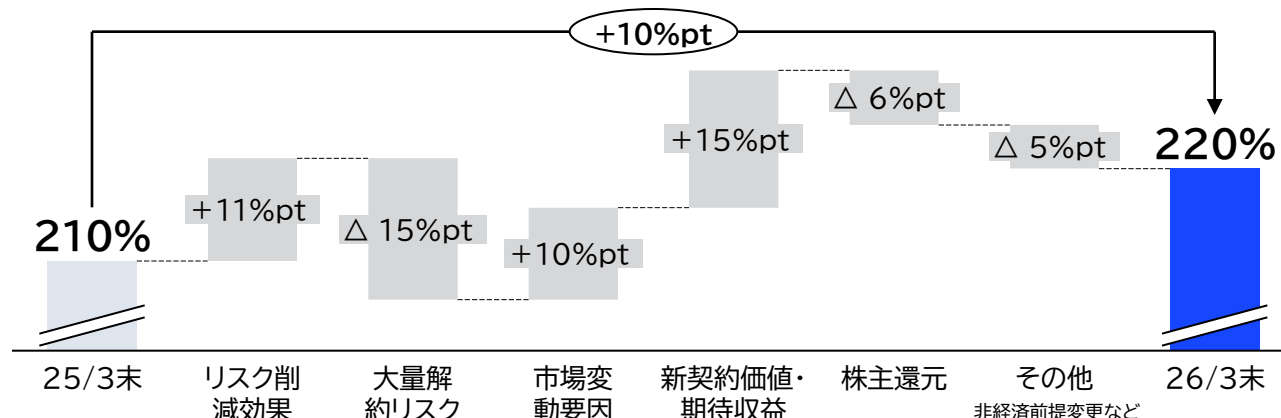 +10%pt
210%
+11%pt
△ 15%pt
+10%pt
+15%pt
△ 6%pt
△ 5%pt
220%
25/3末
リスク削
減効果
大量解
約リスク
市場変
動要因
新契約価値・
期待収益
株主還元
その他
非経済前提変更など
26/3末